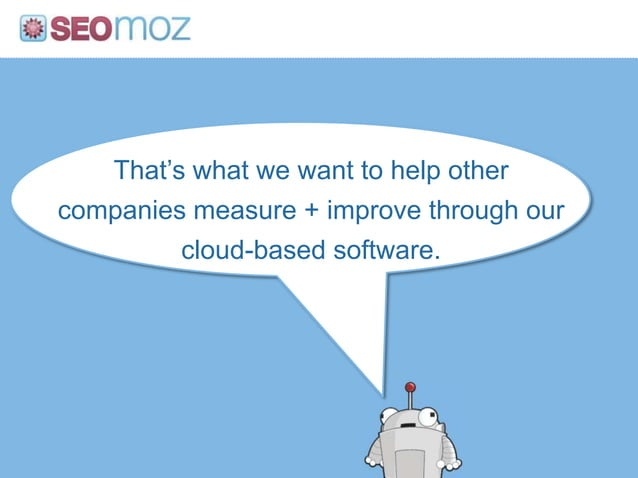 SEOmoz
That’s what we want to help other
companies measure + improve through our
cloud-based software.